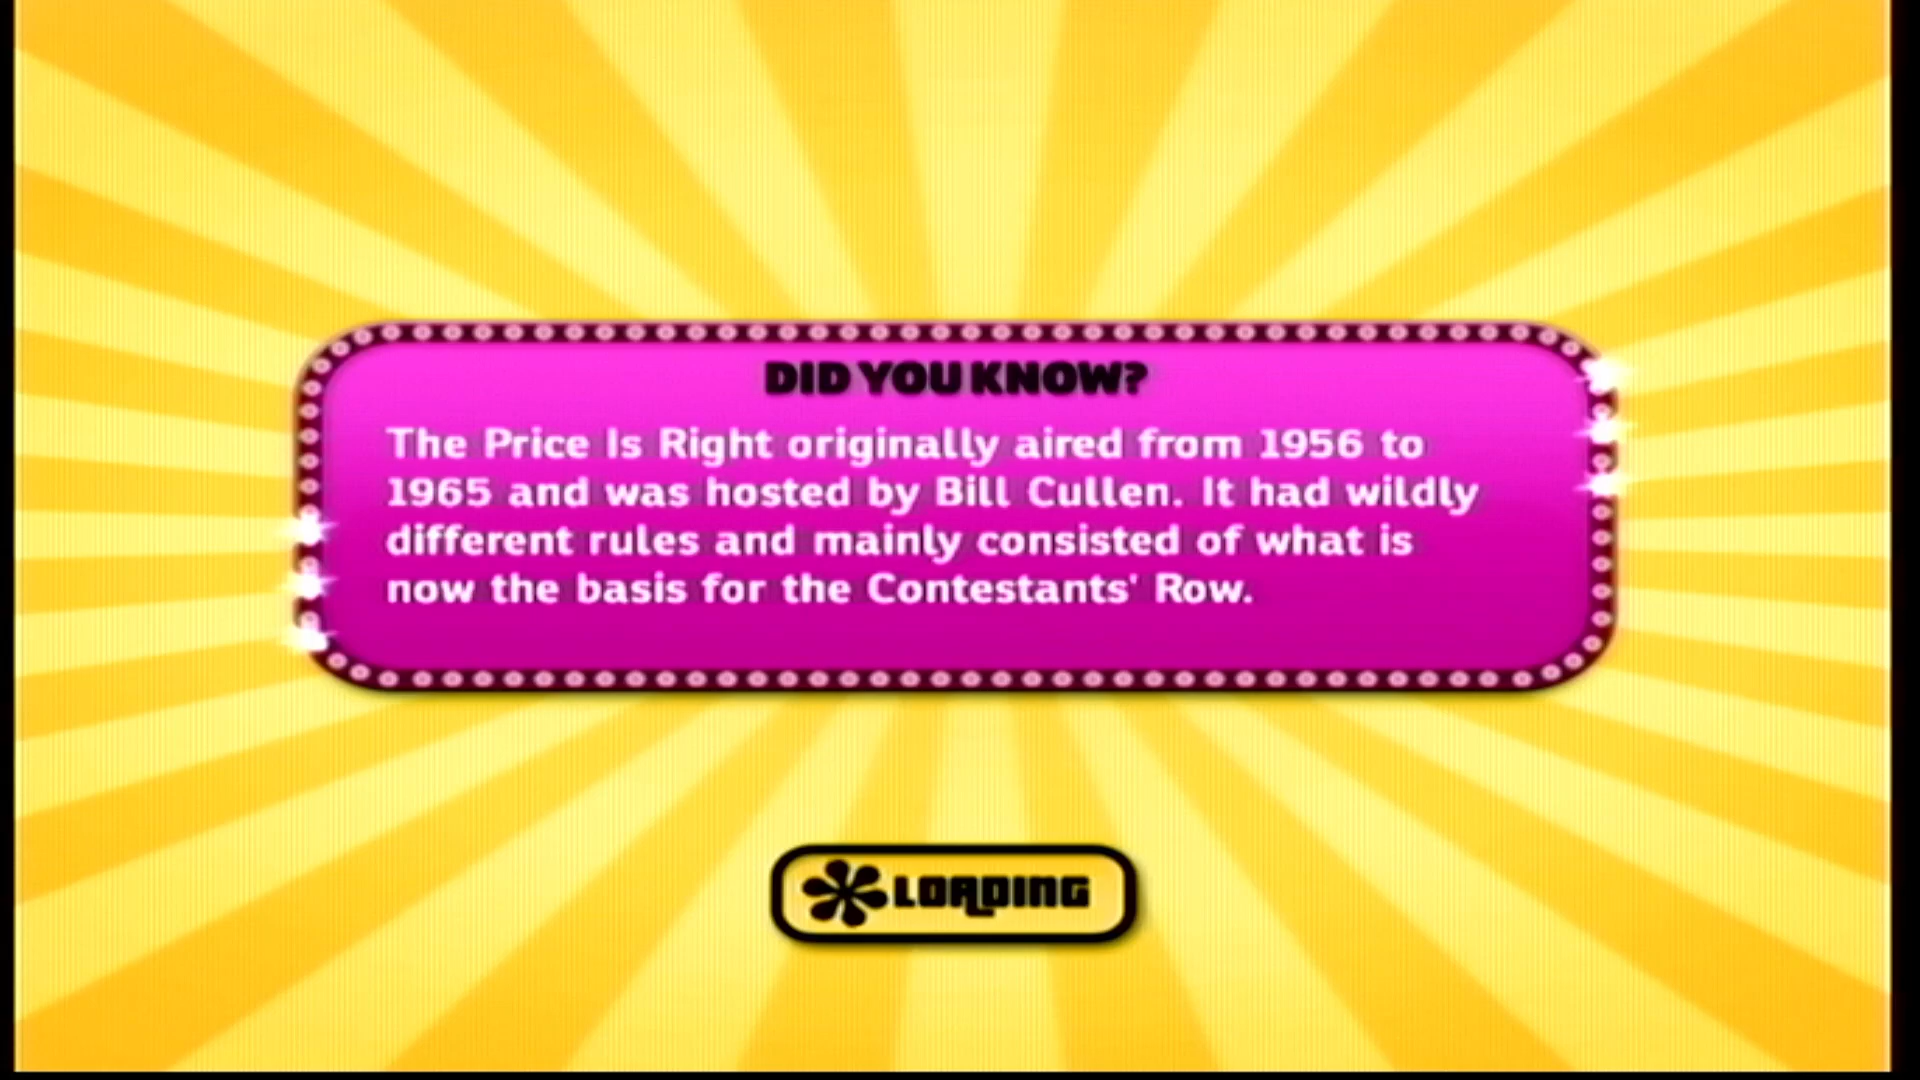 DID YOU KNOW?
The Price Is Right originally aired from 1956 to
1965 and was hosted by Bill Cullen. It had wildly
different rules and mainly consisted of what is
now the basis for the Contestants' Row.
LOADING